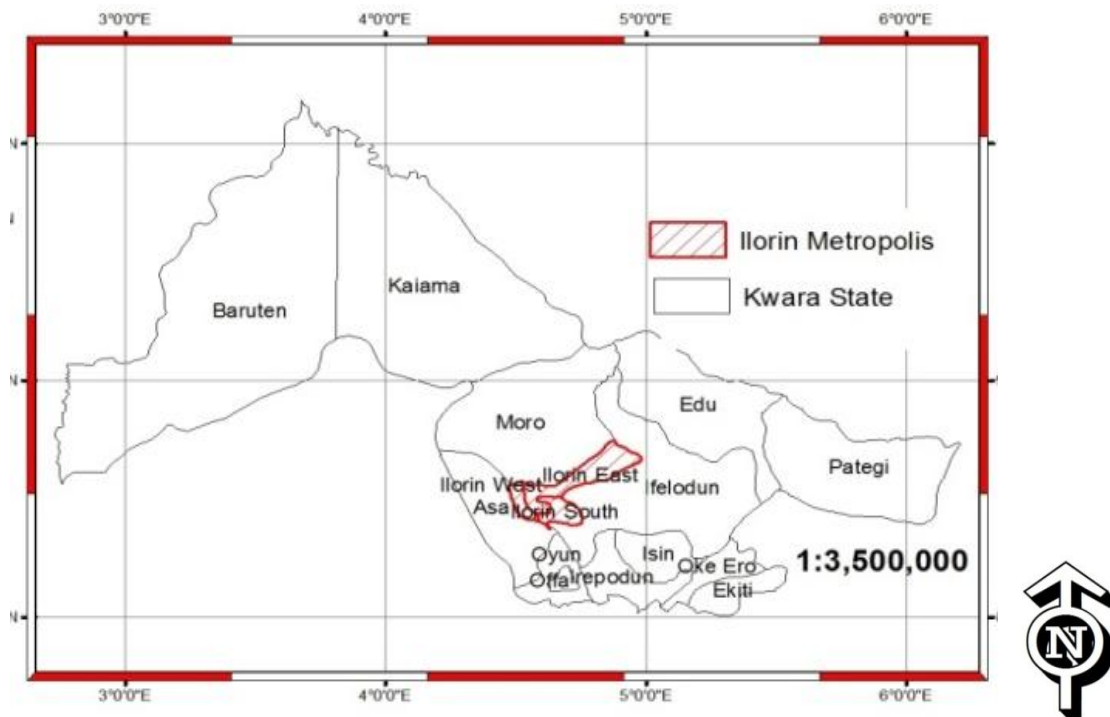 3°0'0"E 4°0'0"E 5°0'0"E 6°0'0"E
Ilorin Metropolis
Kwara State
Kaiama
Baruten
Edu
Moro
Pategi
Ilorin East
Ilorin West
Ifelodun
Asa
Ilorin South
Oyun
Isin
Oke Ero
1:3,500,000
Offa
Irepodun
Ekiti
N
3°0'0"E 4°0'0"E 5°0'0"E 6°0'0"E